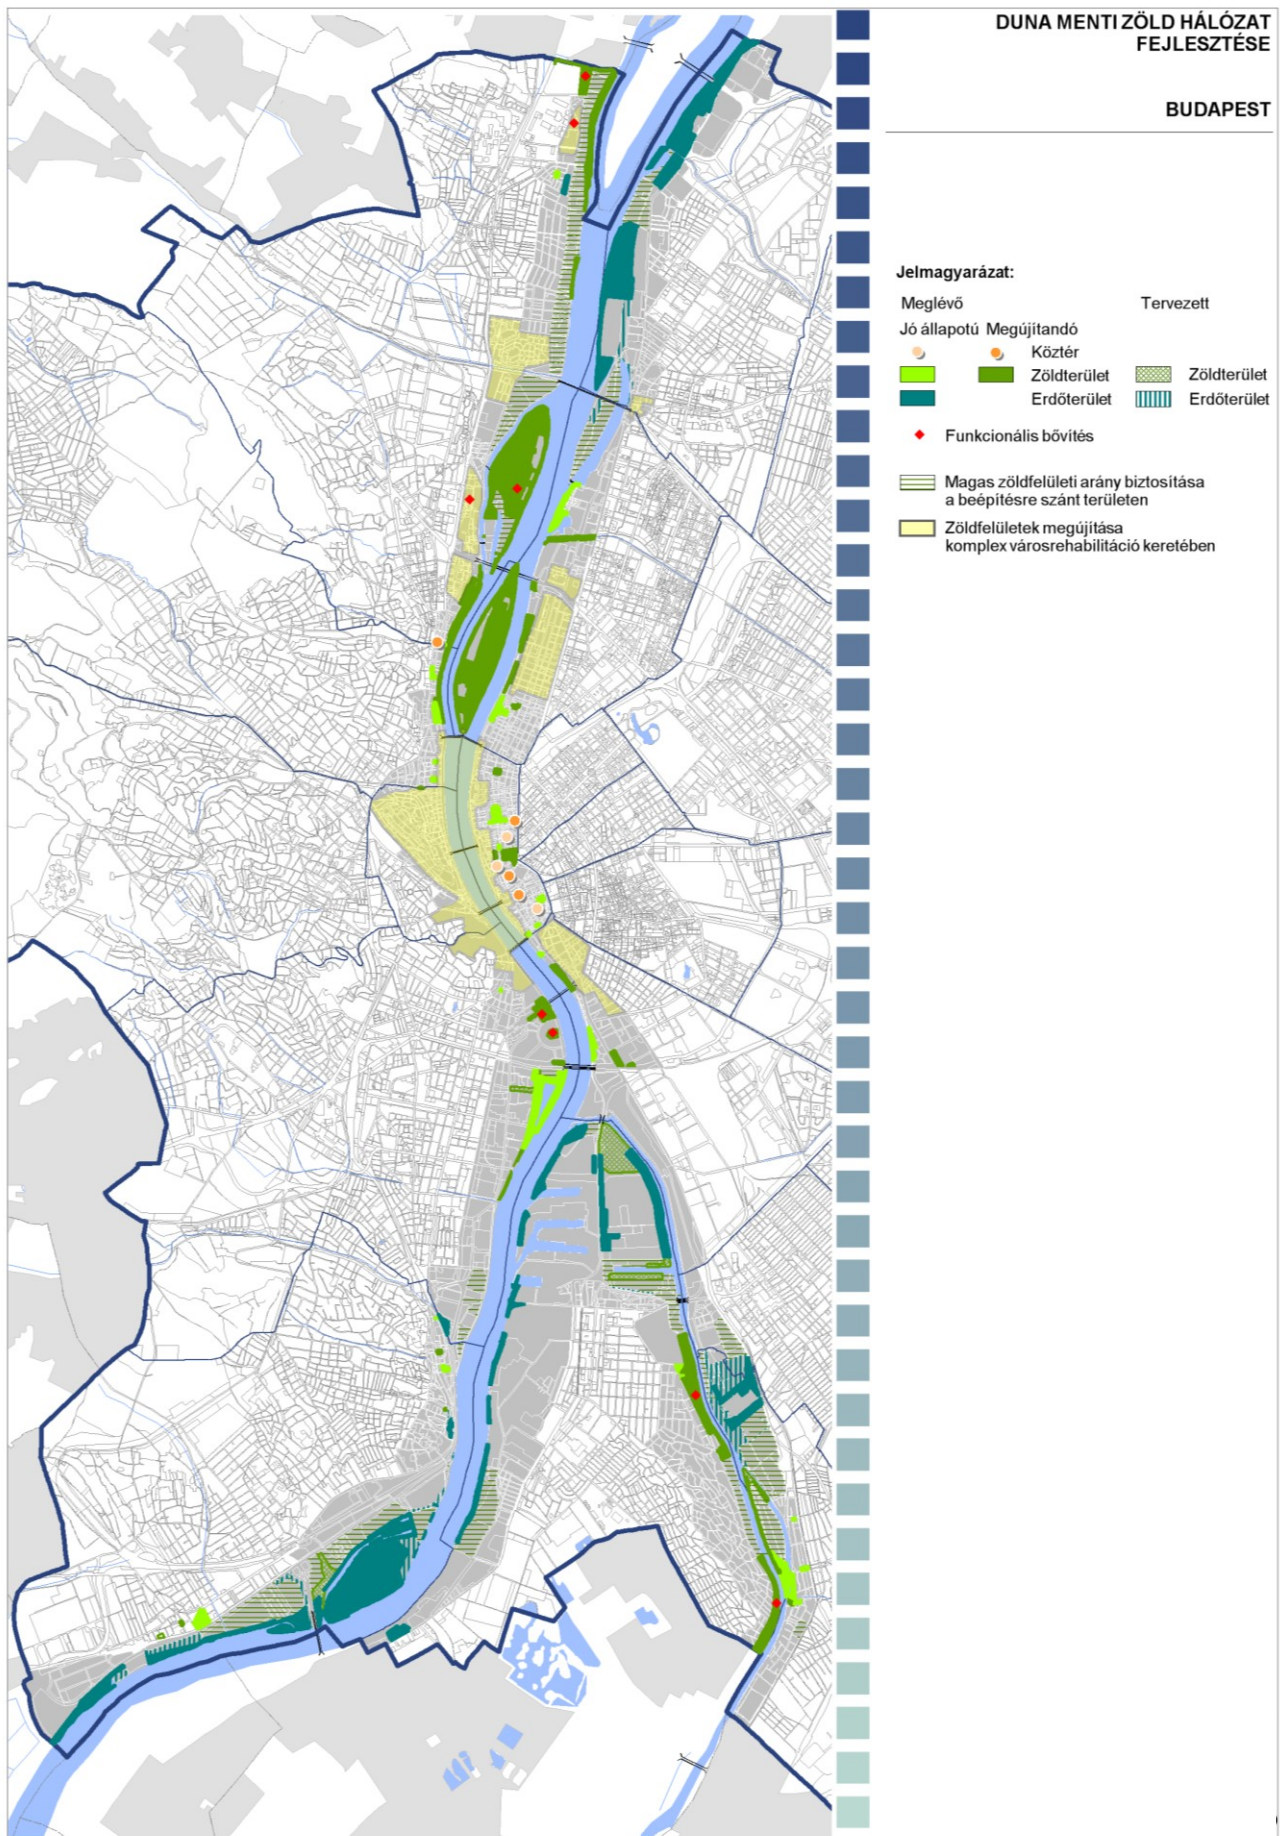 DUNA MENTI ZÖLD HÁLÓZAT
FEJLESZTÉSE
BUDAPEST
Jelmagyarázat:
Meglévő Tervezett
Jó állapotú Megújítandó
Köztér
Zöldterület Zöldterület
Erdőterület Erdőterület
Funkcionális bővítés
Magas zöldfelületi arány biztosítása
a beépítésre szánt területen
Zöldfelületek megújítása
komplex városrehabilitáció keretében